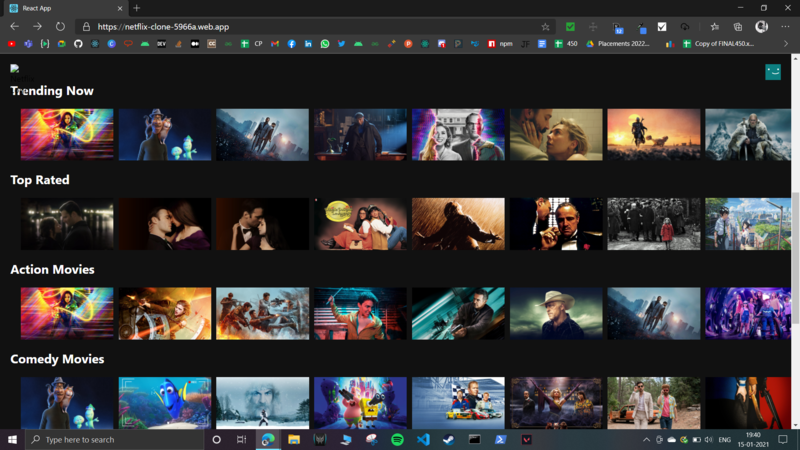 React App
https://netflix-clone-5966a.web.app
CP
npm
450
Placements 2022...
Copy of FINAL450.x...
Trending Now
Top Rated
Action Movies
Comedy Movies
Type here to search
ENG
19:40
15-01-2021